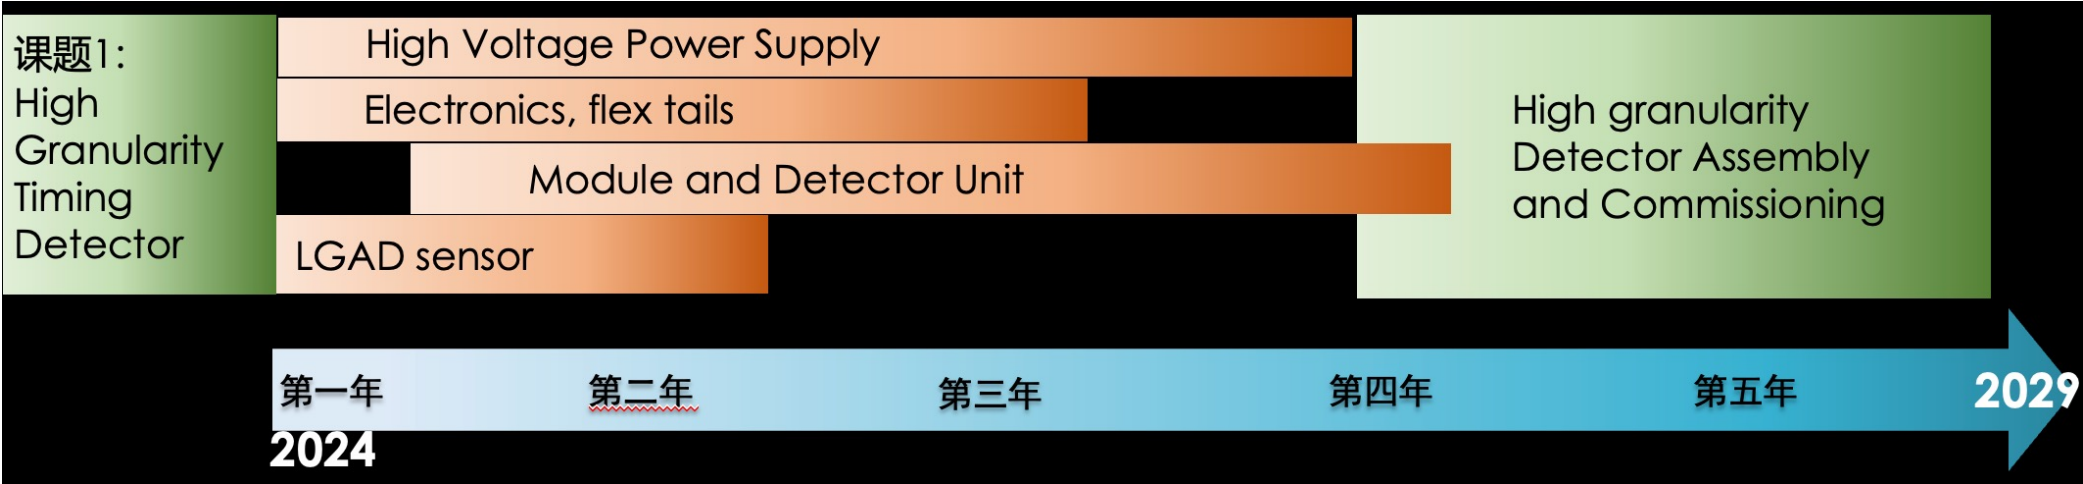 课题1:
High
Granularity
Timing
Detector
High Voltage Power Supply
Electronics, flex tails
Module and Detector Unit
LGAD sensor
High granularity
Detector Assembly
and Commissioning
第一年
第二年
第三年
第四年
第五年
2029
2024